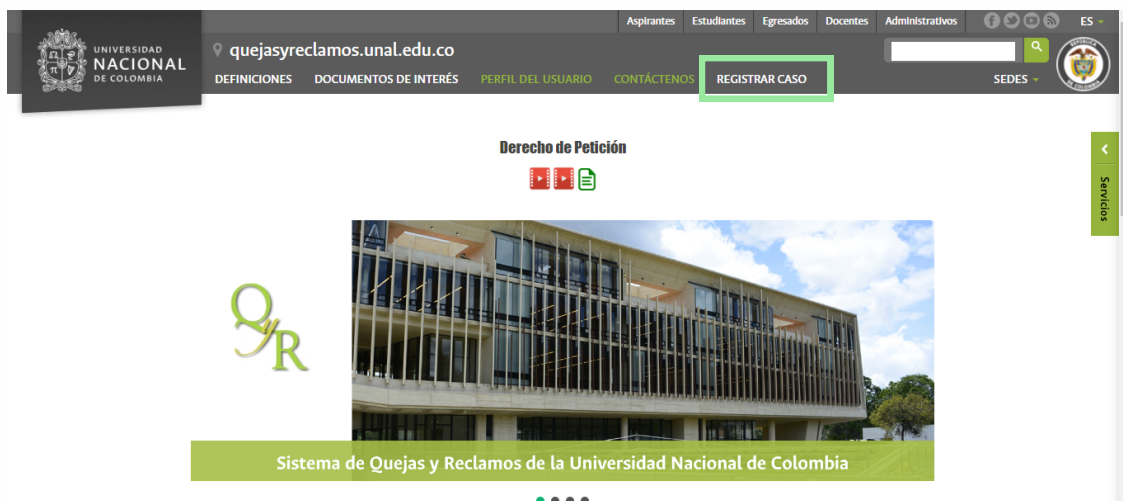 Aspirantes Estudiantes Egresados Docentes Administrativos ES
UNIVERSIDAD
NACIONAL
DE COLOMBIA
quejasyreclamos.unal.edu.co
DEFINICIONES DOCUMENTOS DE INTERÉS PERFIL DEL USUARIO CONTÁCTENOS REGISTRAR CASO SEDES
Derecho de Petición
Servicios
QyR
Sistema de Quejas y Reclamos de la Universidad Nacional de Colombia